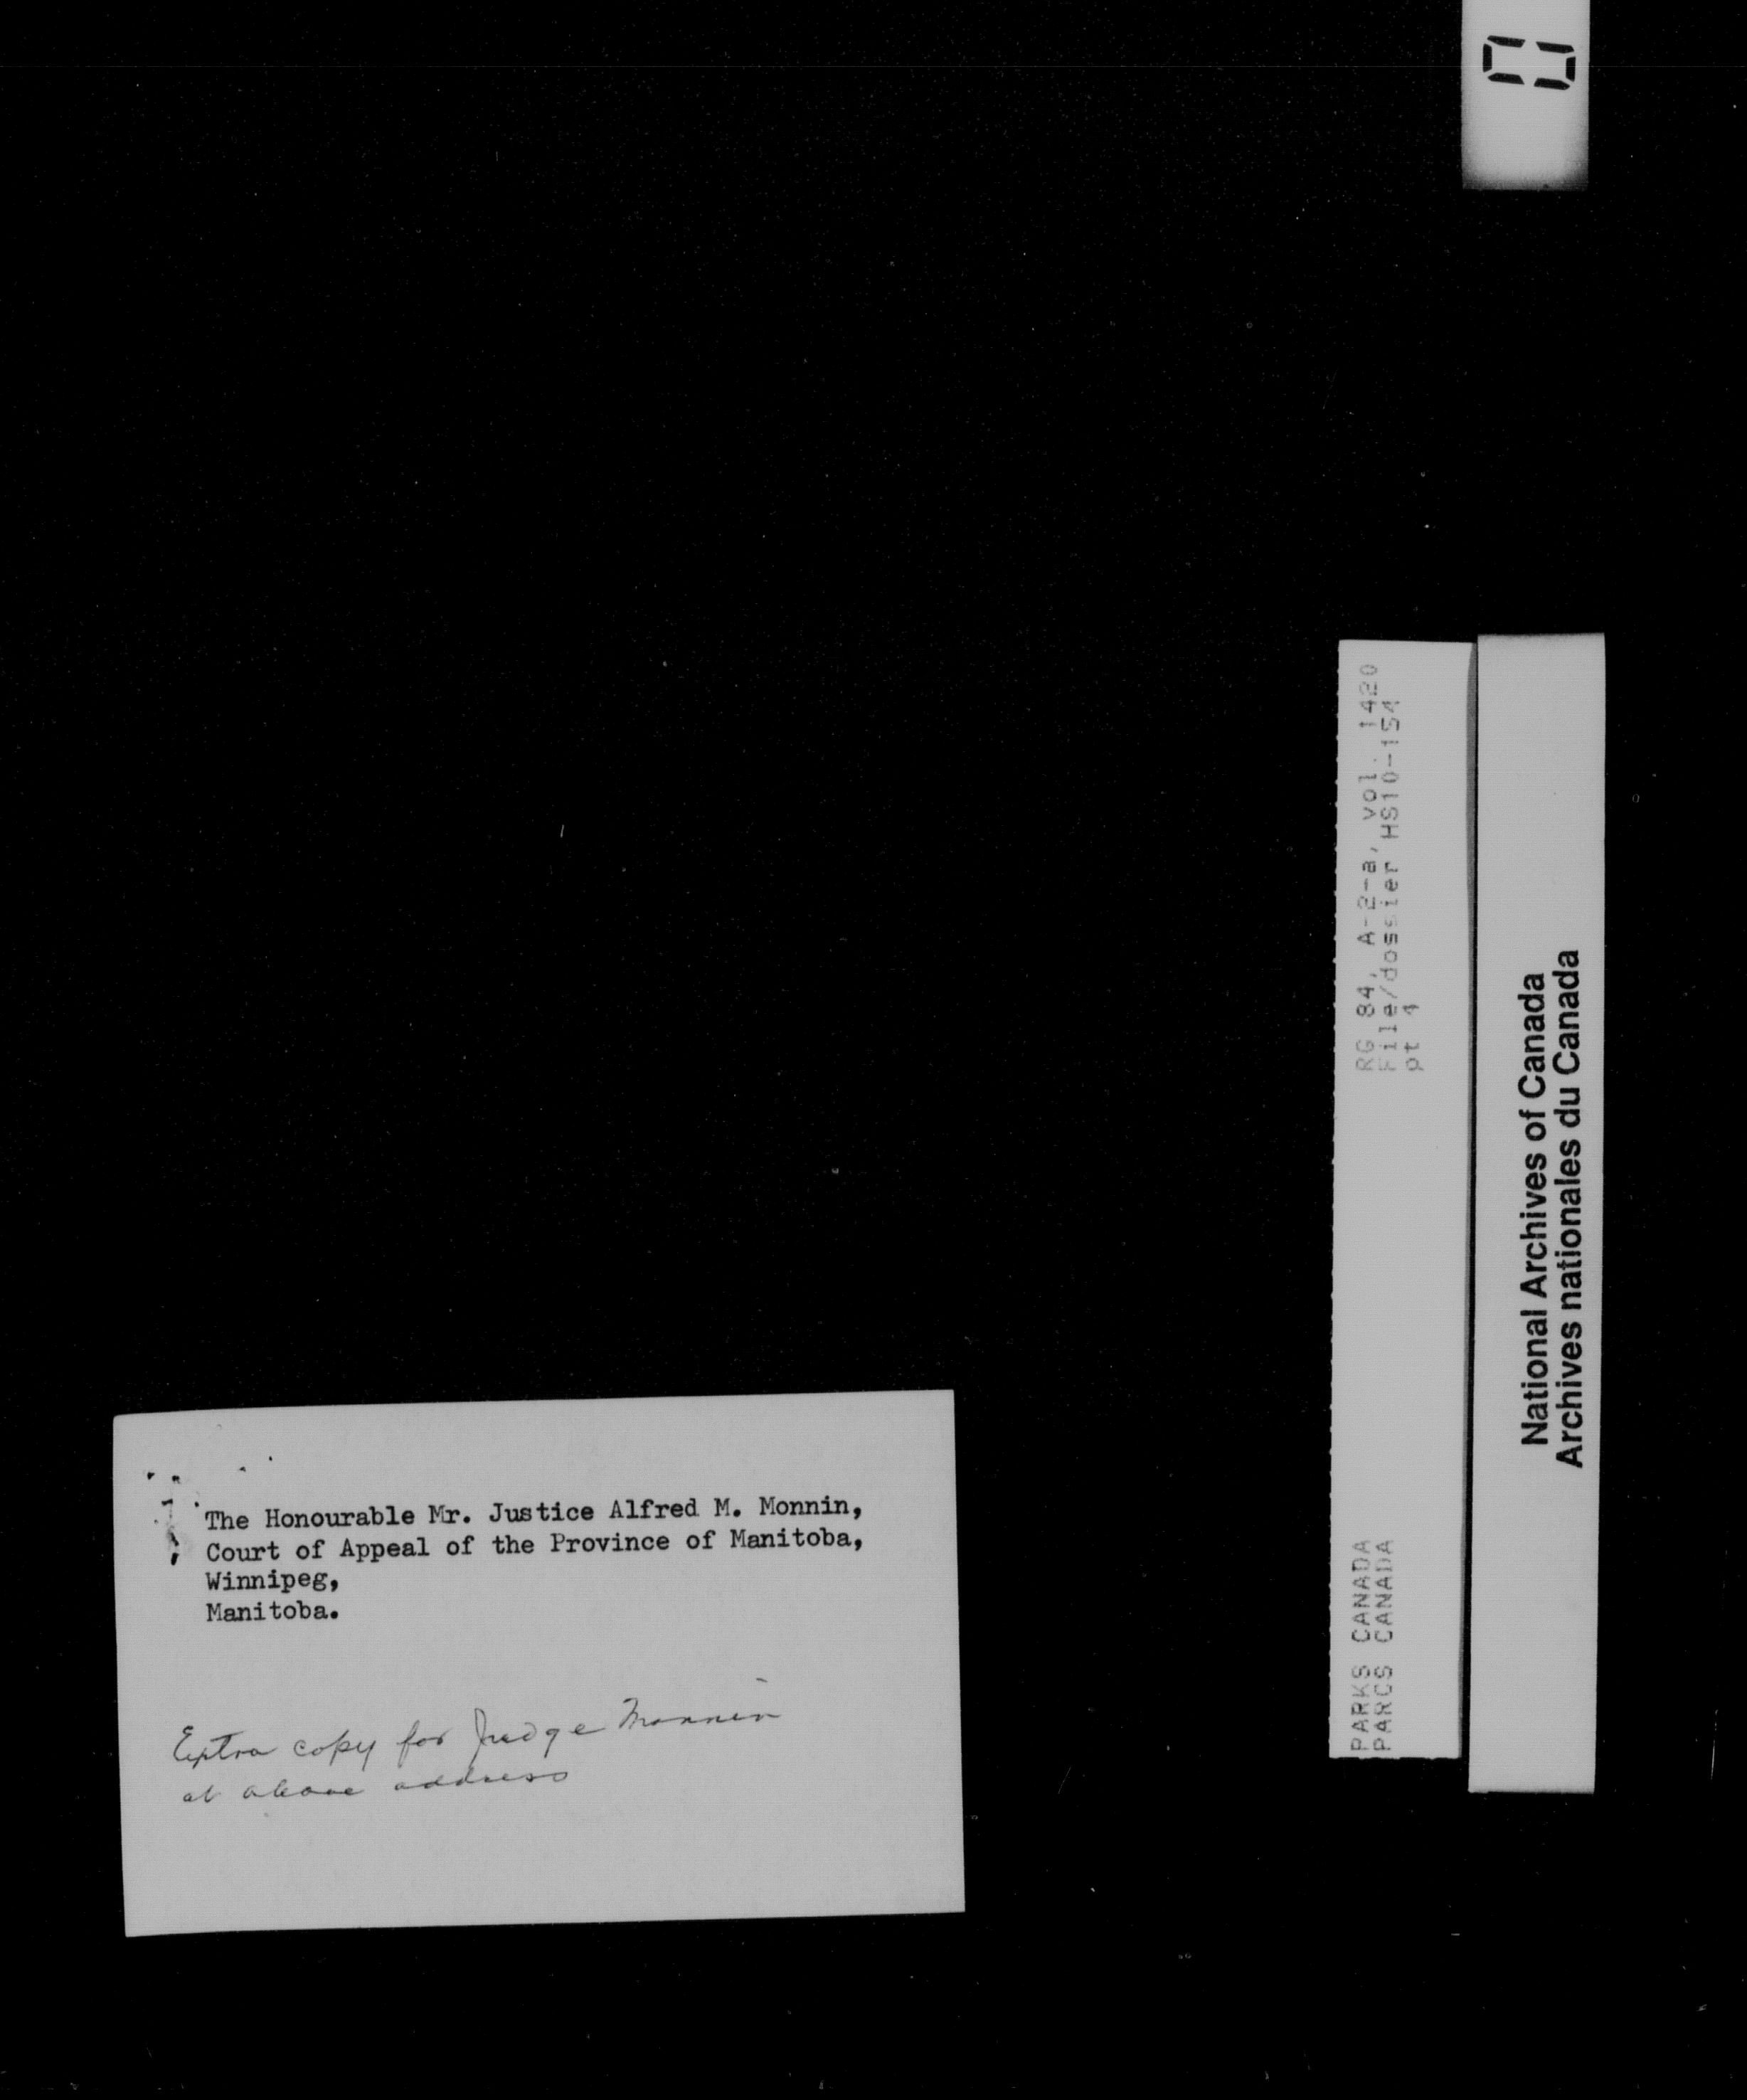 The Honourable Mr. Justice Alfred M. Monnin,
Court of Appeal of the Province of Manitoba,
Winnipeg,
Manitoba.
Extra copy for Judge Monnin
at above address
RG 84, A-2-a, vol. 1420
File/dossier HS10-154
pt 4
PARKS CANADA
PARCS CANADA
National Archives of Canada
Archives nationales du Canada
0